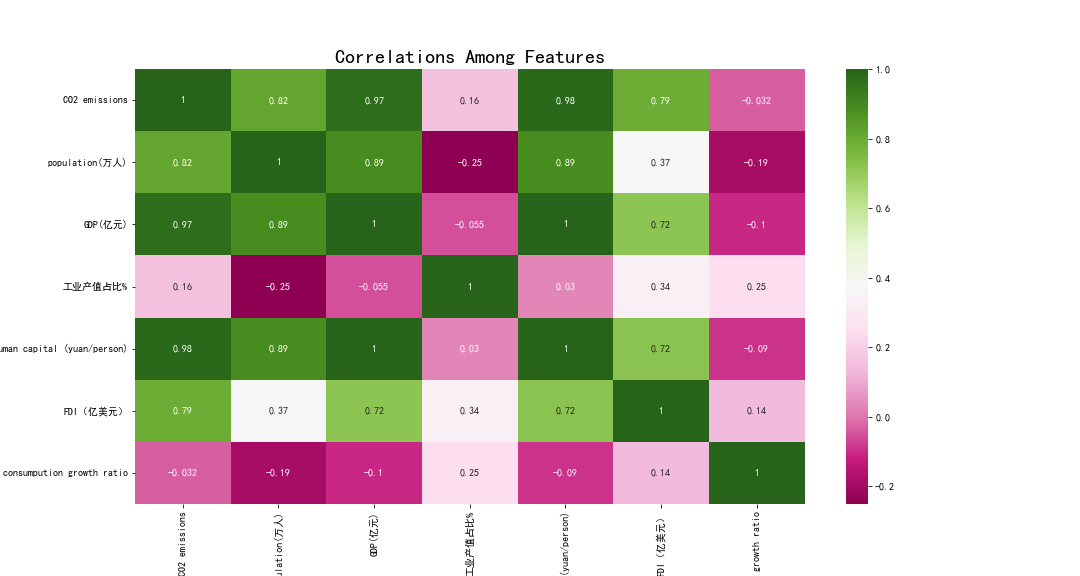 Correlations Among Features
CO2 emissions 1 0.82 0.97 0.16 0.98 0.79 -0.032
population(万人) 0.82 1 0.89 -0.25 0.89 0.37 -0.19
GDP(亿元) 0.97 0.89 1 -0.055 1 0.72 -0.1
工业产值占比% 0.16 -0.25 -0.055 1 0.03 0.34 0.25
uman capital (yuan/person) 0.98 0.89 1 0.03 1 0.72 -0.09
FDI（亿美元） 0.79 0.37 0.72 0.34 0.72 1 0.14
consumpution growth ratio -0.032 -0.19 -0.1 0.25 -0.09 0.14 1
CO2 emissions
ulation(万人)
GDP(亿元)
工业产值占比%
(yuan/person)
FDI（亿美元）
growth ratio
1.0
0.8
0.6
0.4
0.2
0.0
-0.2